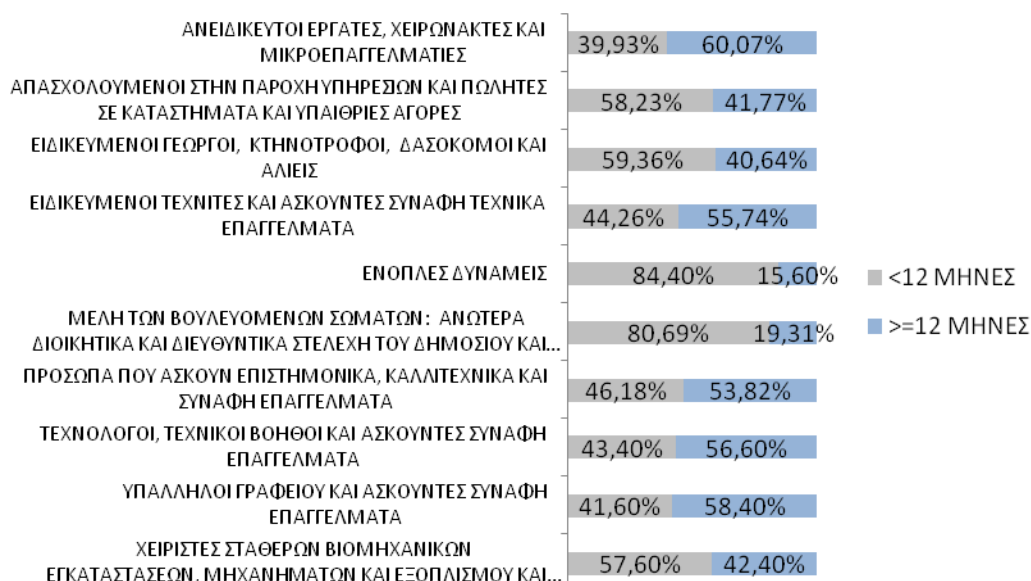 ΑΝΕΙΔΙΚΕΥΤΟΙ ΕΡΓΑΤΕΣ, ΧΕΙΡΩΝΑΚΤΕΣ ΚΑΙ
ΜΙΚΡΟΕΠΑΓΓΕΛΜΑΤΙΕΣ
39,93% 60,07%
ΑΠΑΣΧΟΛΟΥΜΕΝΟΙ ΣΤΗΝ ΠΑΡΟΧΗ ΥΠΗΡΕΣΙΩΝ ΚΑΙ ΠΩΛΗΤΕΣ
ΣΕ ΚΑΤΑΣΤΗΜΑΤΑ ΚΑΙ ΥΠΑΙΘΡΙΕΣ ΑΓΟΡΕΣ
58,23% 41,77%
ΕΙΔΙΚΕΥΜΕΝΟΙ ΓΕΩΡΓΟΙ, ΚΤΗΝΟΤΡΟΦΟΙ, ΔΑΣΟΚΟΜΟΙ ΚΑΙ
ΑΛΙΕΙΣ
59,36% 40,64%
ΕΙΔΙΚΕΥΜΕΝΟΙ ΤΕΧΝΙΤΕΣ ΚΑΙ ΑΣΚΟΥΝΤΕΣ ΣΥΝΑΦΗ ΤΕΧΝΙΚΑ
ΕΠΑΓΓΕΛΜΑΤΑ
44,26% 55,74%
ΕΝΟΠΛΕΣ ΔΥΝΑΜΕΙΣ
84,40% 15,60%
ΜΕΛΗ ΤΩΝ ΒΟΥΛΕΥΟΜΕΝΩΝ ΣΩΜΑΤΩΝ : ΑΝΩΤΕΡΑ
ΔΙΟΙΚΗΤΙΚΑ ΚΑΙ ΔΙΕΥΘΥΝΤΙΚΑ ΣΤΕΛΕΧΗ ΤΟΥ ΔΗΜΟΣΙΟΥ ΚΑΙ...
80,69% 19,31%
ΠΡΟΣΩΠΑ ΠΟΥ ΑΣΚΟΥΝ ΕΠΙΣΤΗΜΟΝΙΚΑ, ΚΑΛΛΙΤΕΧΝΙΚΑ ΚΑΙ
ΣΥΝΑΦΗ ΕΠΑΓΓΕΛΜΑΤΑ
46,18% 53,82%
ΤΕΧΝΟΛΟΓΟΙ, ΤΕΧΝΙΚΟΙ ΒΟΗΘΟΙ ΚΑΙ ΑΣΚΟΥΝΤΕΣ ΣΥΝΑΦΗ
ΕΠΑΓΓΕΛΜΑΤΑ
43,40% 56,60%
ΥΠΑΛΛΗΛΟΙ ΓΡΑΦΕΙΟΥ ΚΑΙ ΑΣΚΟΥΝΤΕΣ ΣΥΝΑΦΗ
ΕΠΑΓΓΕΛΜΑΤΑ
41,60% 58,40%
ΧΕΙΡΙΣΤΕΣ ΣΤΑΘΕΡΩΝ ΒΙΟΜΗΧΑΝΙΚΩΝ
ΕΓΚΑΤΑΣΤΑΣΕΩΝ, ΜΗΧΑΝΗΜΑΤΩΝ ΚΑΙ ΕΞΟΠΛΙΣΜΟΥ ΚΑΙ...
57,60% 42,40%
<12 ΜΗΝΕΣ
>=12 ΜΗΝΕΣ